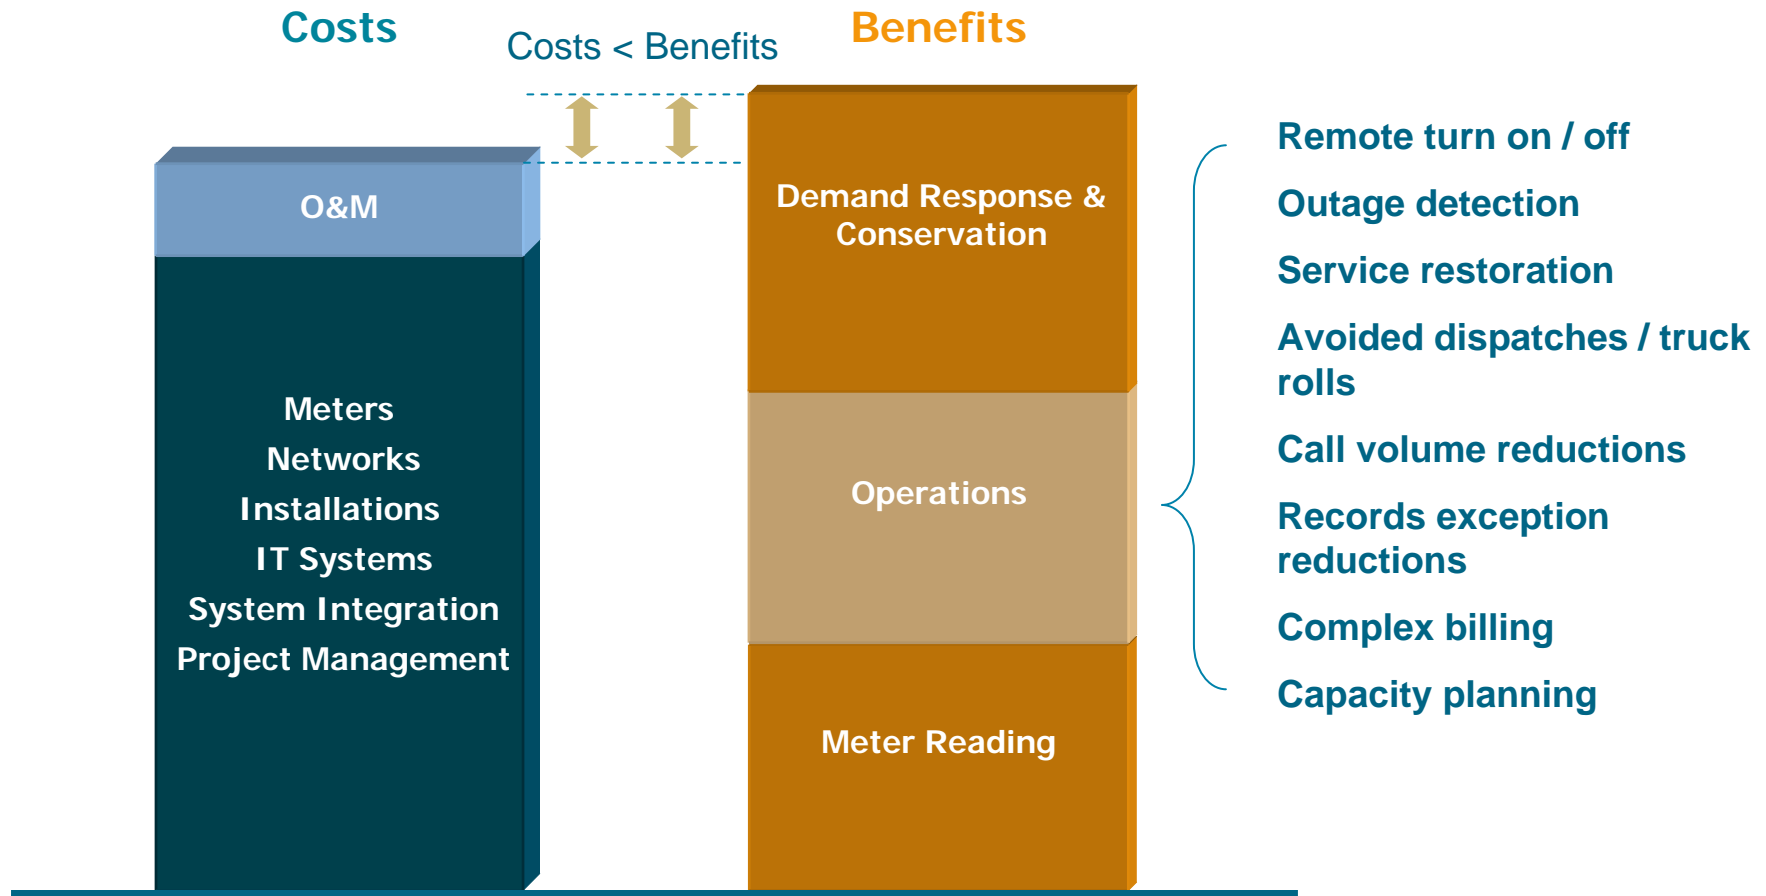 Costs
Costs < Benefits
Benefits
O&M
Meters
Networks
Installations
IT Systems
System Integration
Project Management
Demand Response &
Conservation
Operations
Meter Reading
Remote turn on / off
Outage detection
Service restoration
Avoided dispatches / truck
rolls
Call volume reductions
Records exception
reductions
Complex billing
Capacity planning